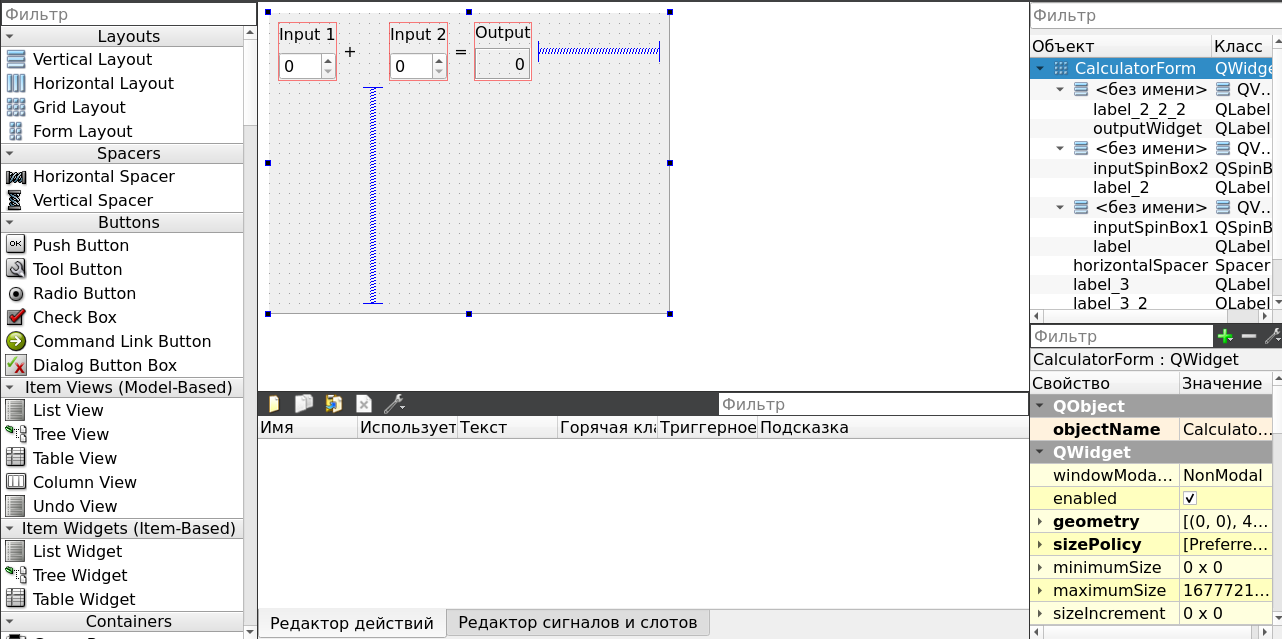 Фильтр
Layouts
Vertical Layout
Horizontal Layout
Grid Layout
Form Layout
Spacers
Horizontal Spacer
Vertical Spacer
Buttons
OK Push Button
Tool Button
Radio Button
Check Box
Command Link Button
Dialog Button Box
Item Views (Model-Based)
List View
Tree View
Table View
Column View
Undo View
Item Widgets (Item-Based)
List Widget
Tree Widget
Table Widget
Containers
Input 1
0
+
Input 2
0
=
Output
0
Фильтр
Имя Использует Текст Горячая кла Триггерное Подсказка
Редактор действий Редактор сигналов и слотов
Фильтр
Объект Класс
CalculatorForm QWidge
<без имени> QV...
label_2_2_2 QLabel
outputWidget QLabel
<без имени> QV...
inputSpinBox2 QSpinB
label_2 QLabel
<без имени> QV...
inputSpinBox1 QSpinB
label QLabel
horizontalSpacer Spacer
label_3 QLabel
label_3_2 QLabel
Фильтр
CalculatorForm : QWidget
Свойство Значение
QObject
objectName Calculato...
QWidget
windowModa... NonModal
enabled
geometry [(0, 0), 4...
sizePolicy [Preferre...
minimumSize 0 x 0
maximumSize 1677721...
sizeIncrement 0 x 0